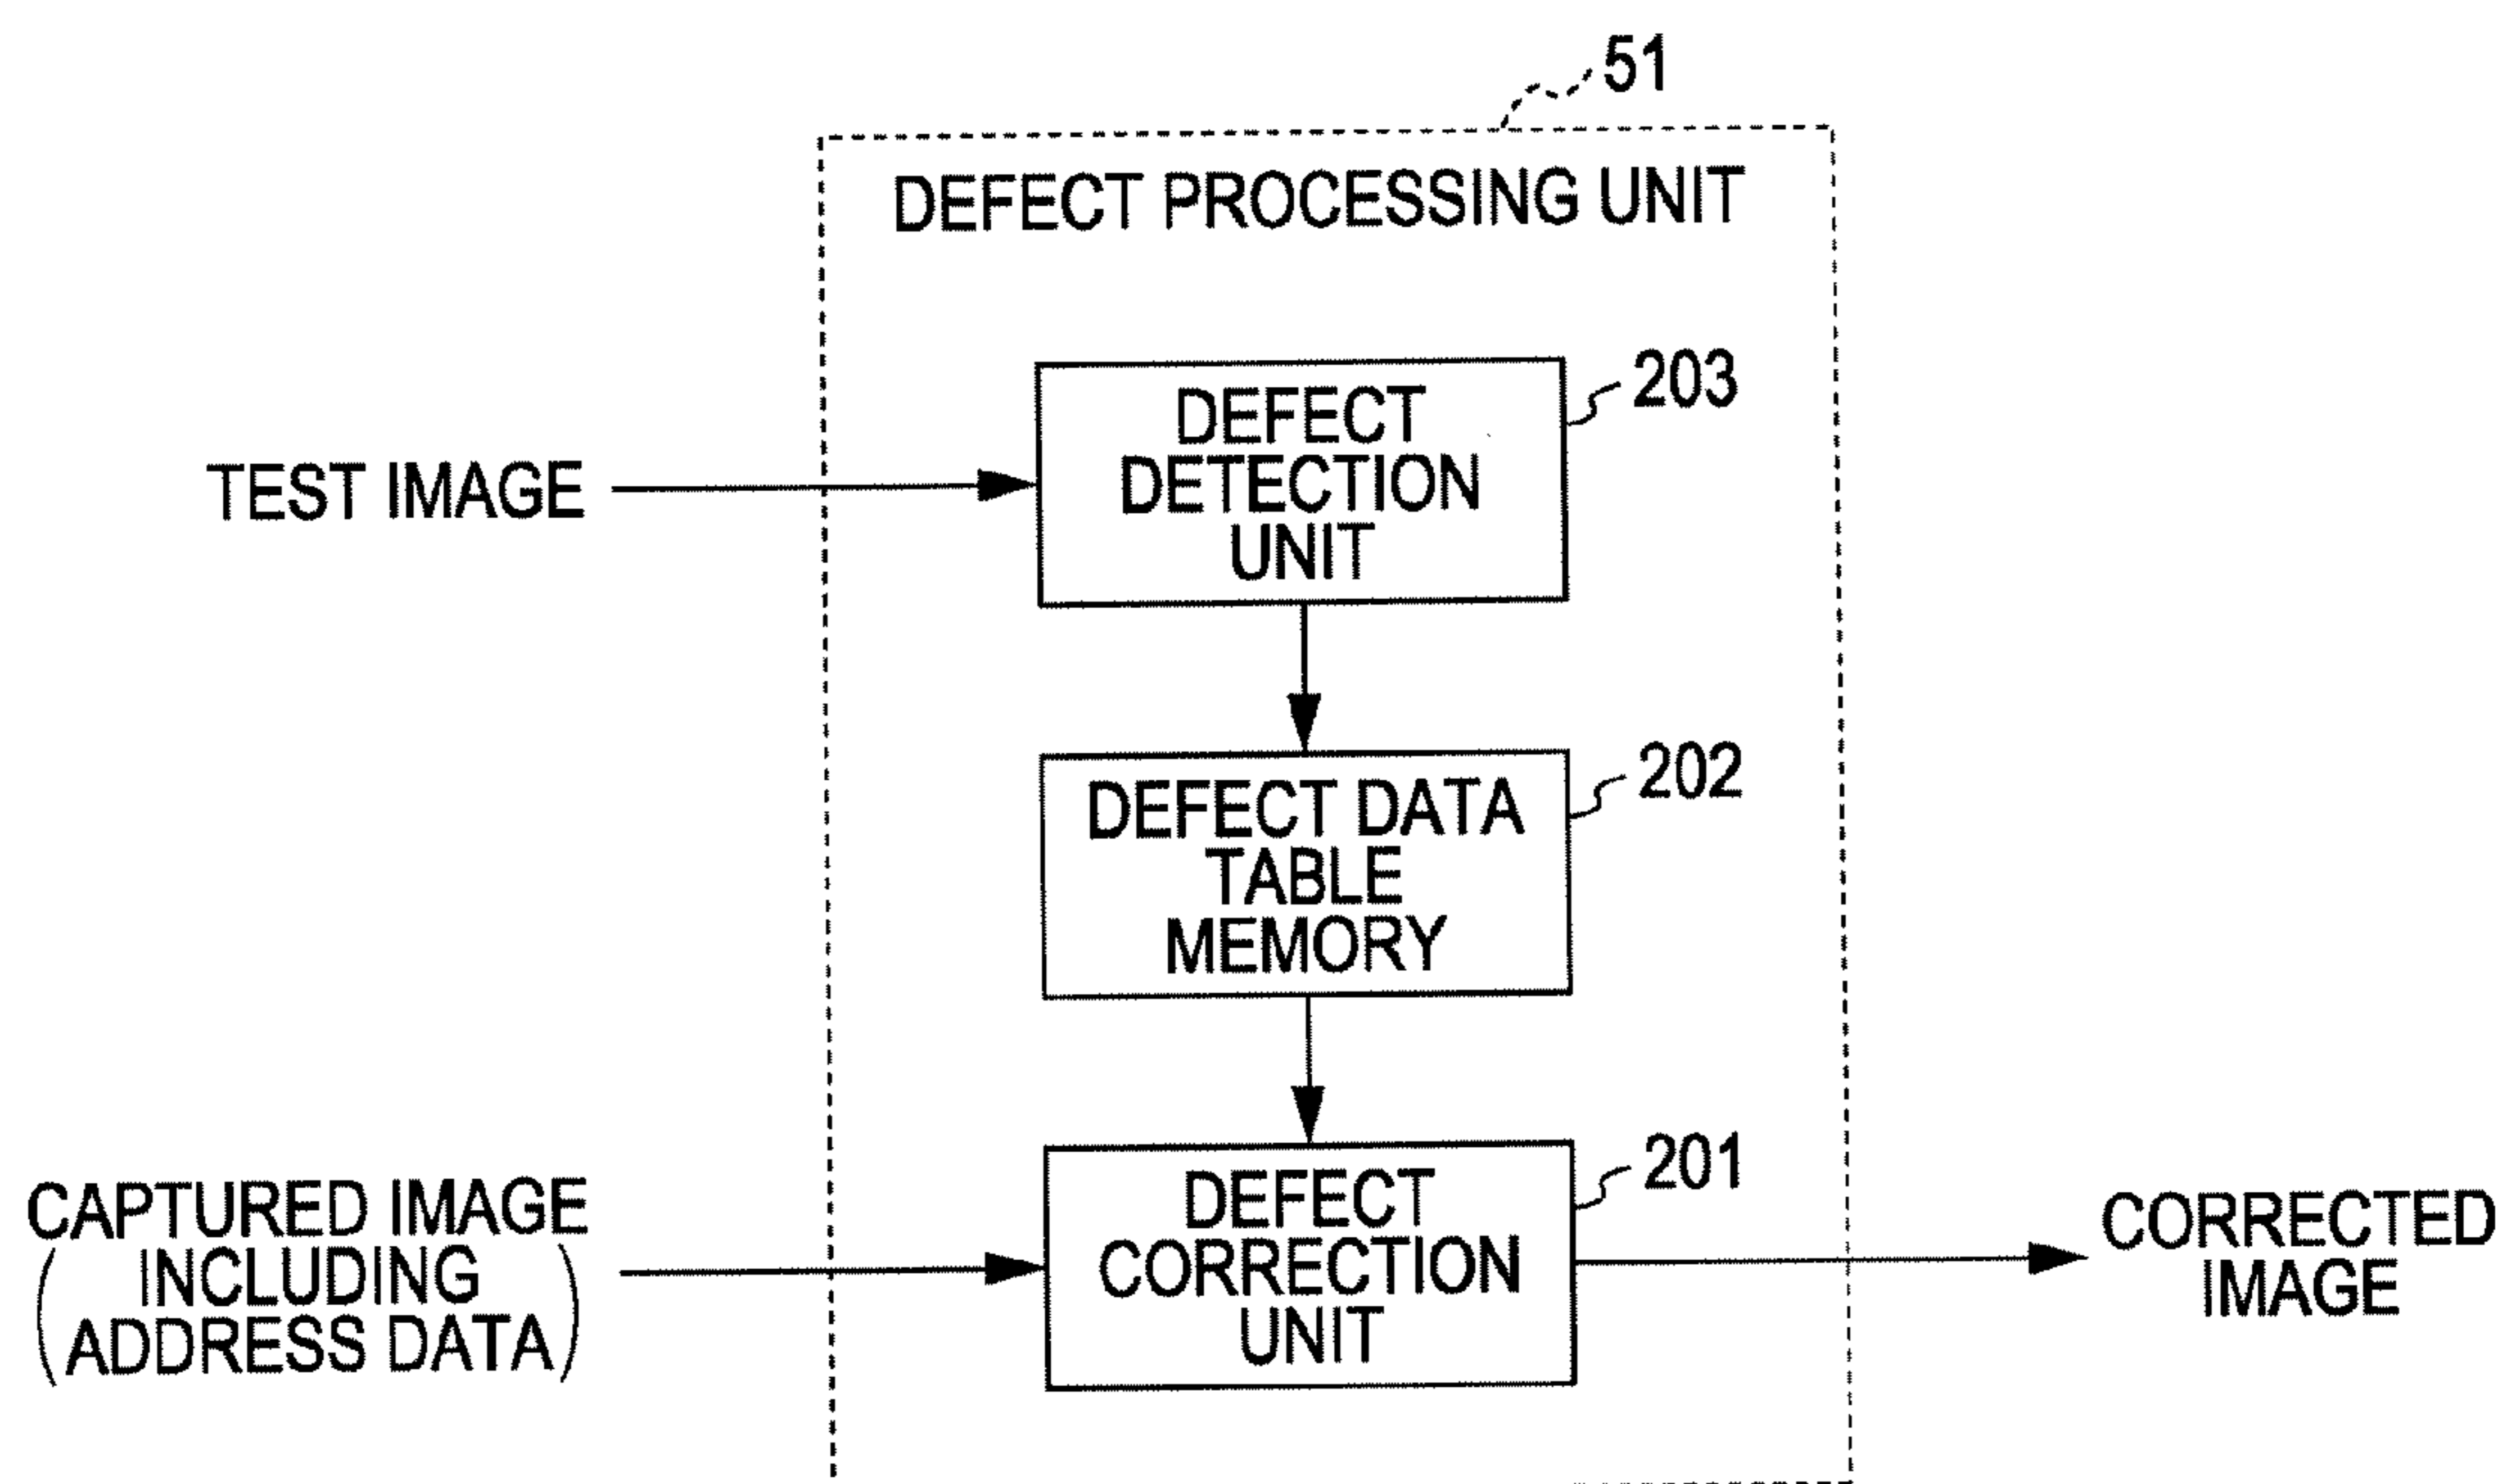 51
DEFECT PROCESSING UNIT
203
DEFECT
DETECTION
UNIT
TEST IMAGE
202
DEFECT DATA
TABLE
MEMORY
201
DEFECT
CORRECTION
UNIT
CAPTURED IMAGE
(INCLUDING
ADDRESS DATA)
CORRECTED
IMAGE